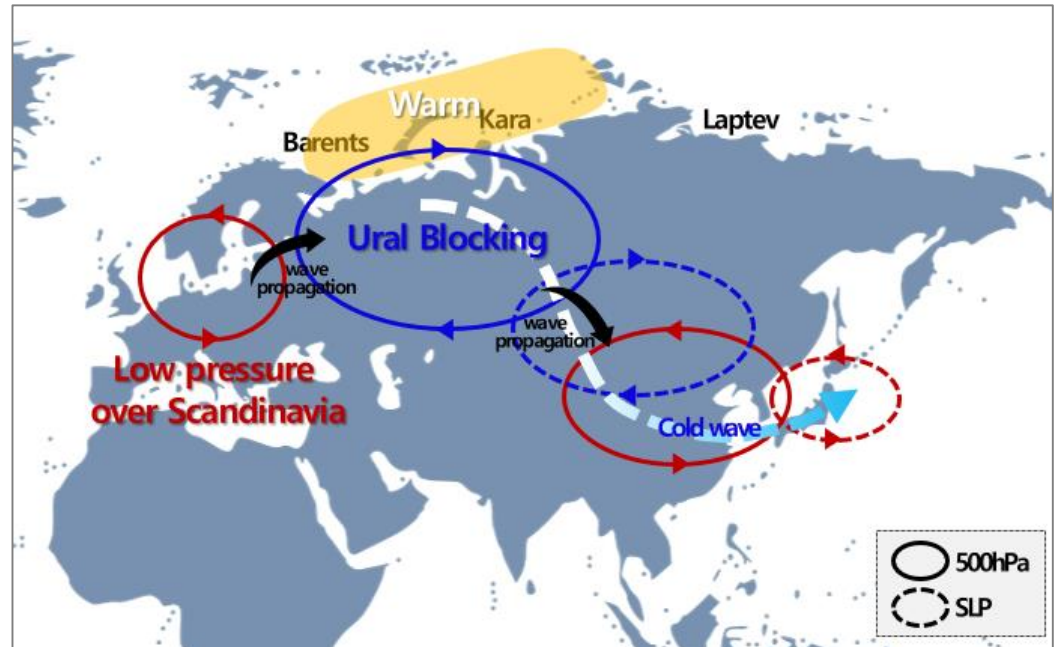 Warm
Kara
Laptev
Barents
Ural Blocking
wave
propagation
wave
propagation
Low pressure
over Scandinavia
Cold wave
500hPa
SLP